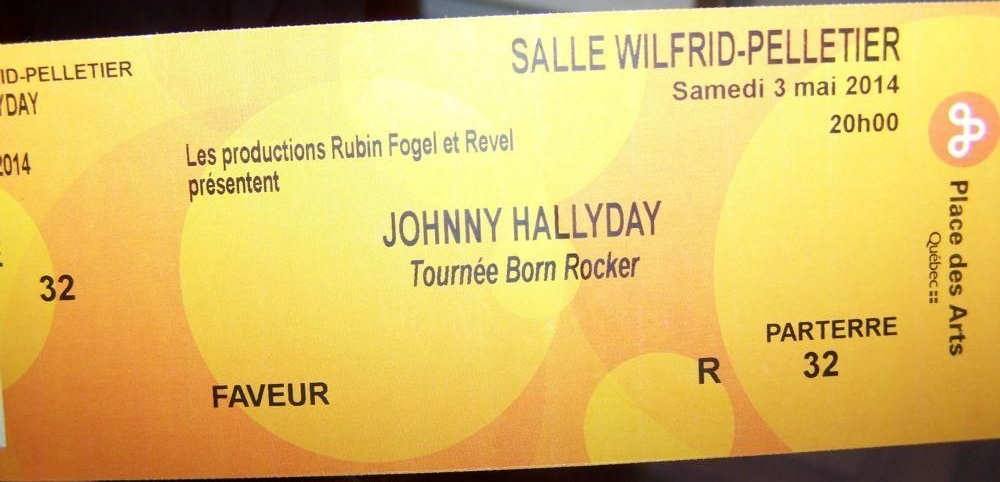 ID-PELLETIER
YDAY
2014
32
SALLE WILFRID-PELLETIER
Samedi 3 mai 2014
20h00
Les productions Rubin Fogel et Revel
présentent
JOHNNY HALLYDAY
Tournée Born Rocker
FAVEUR
PARTERRE
R 32
Place des Arts
Québec